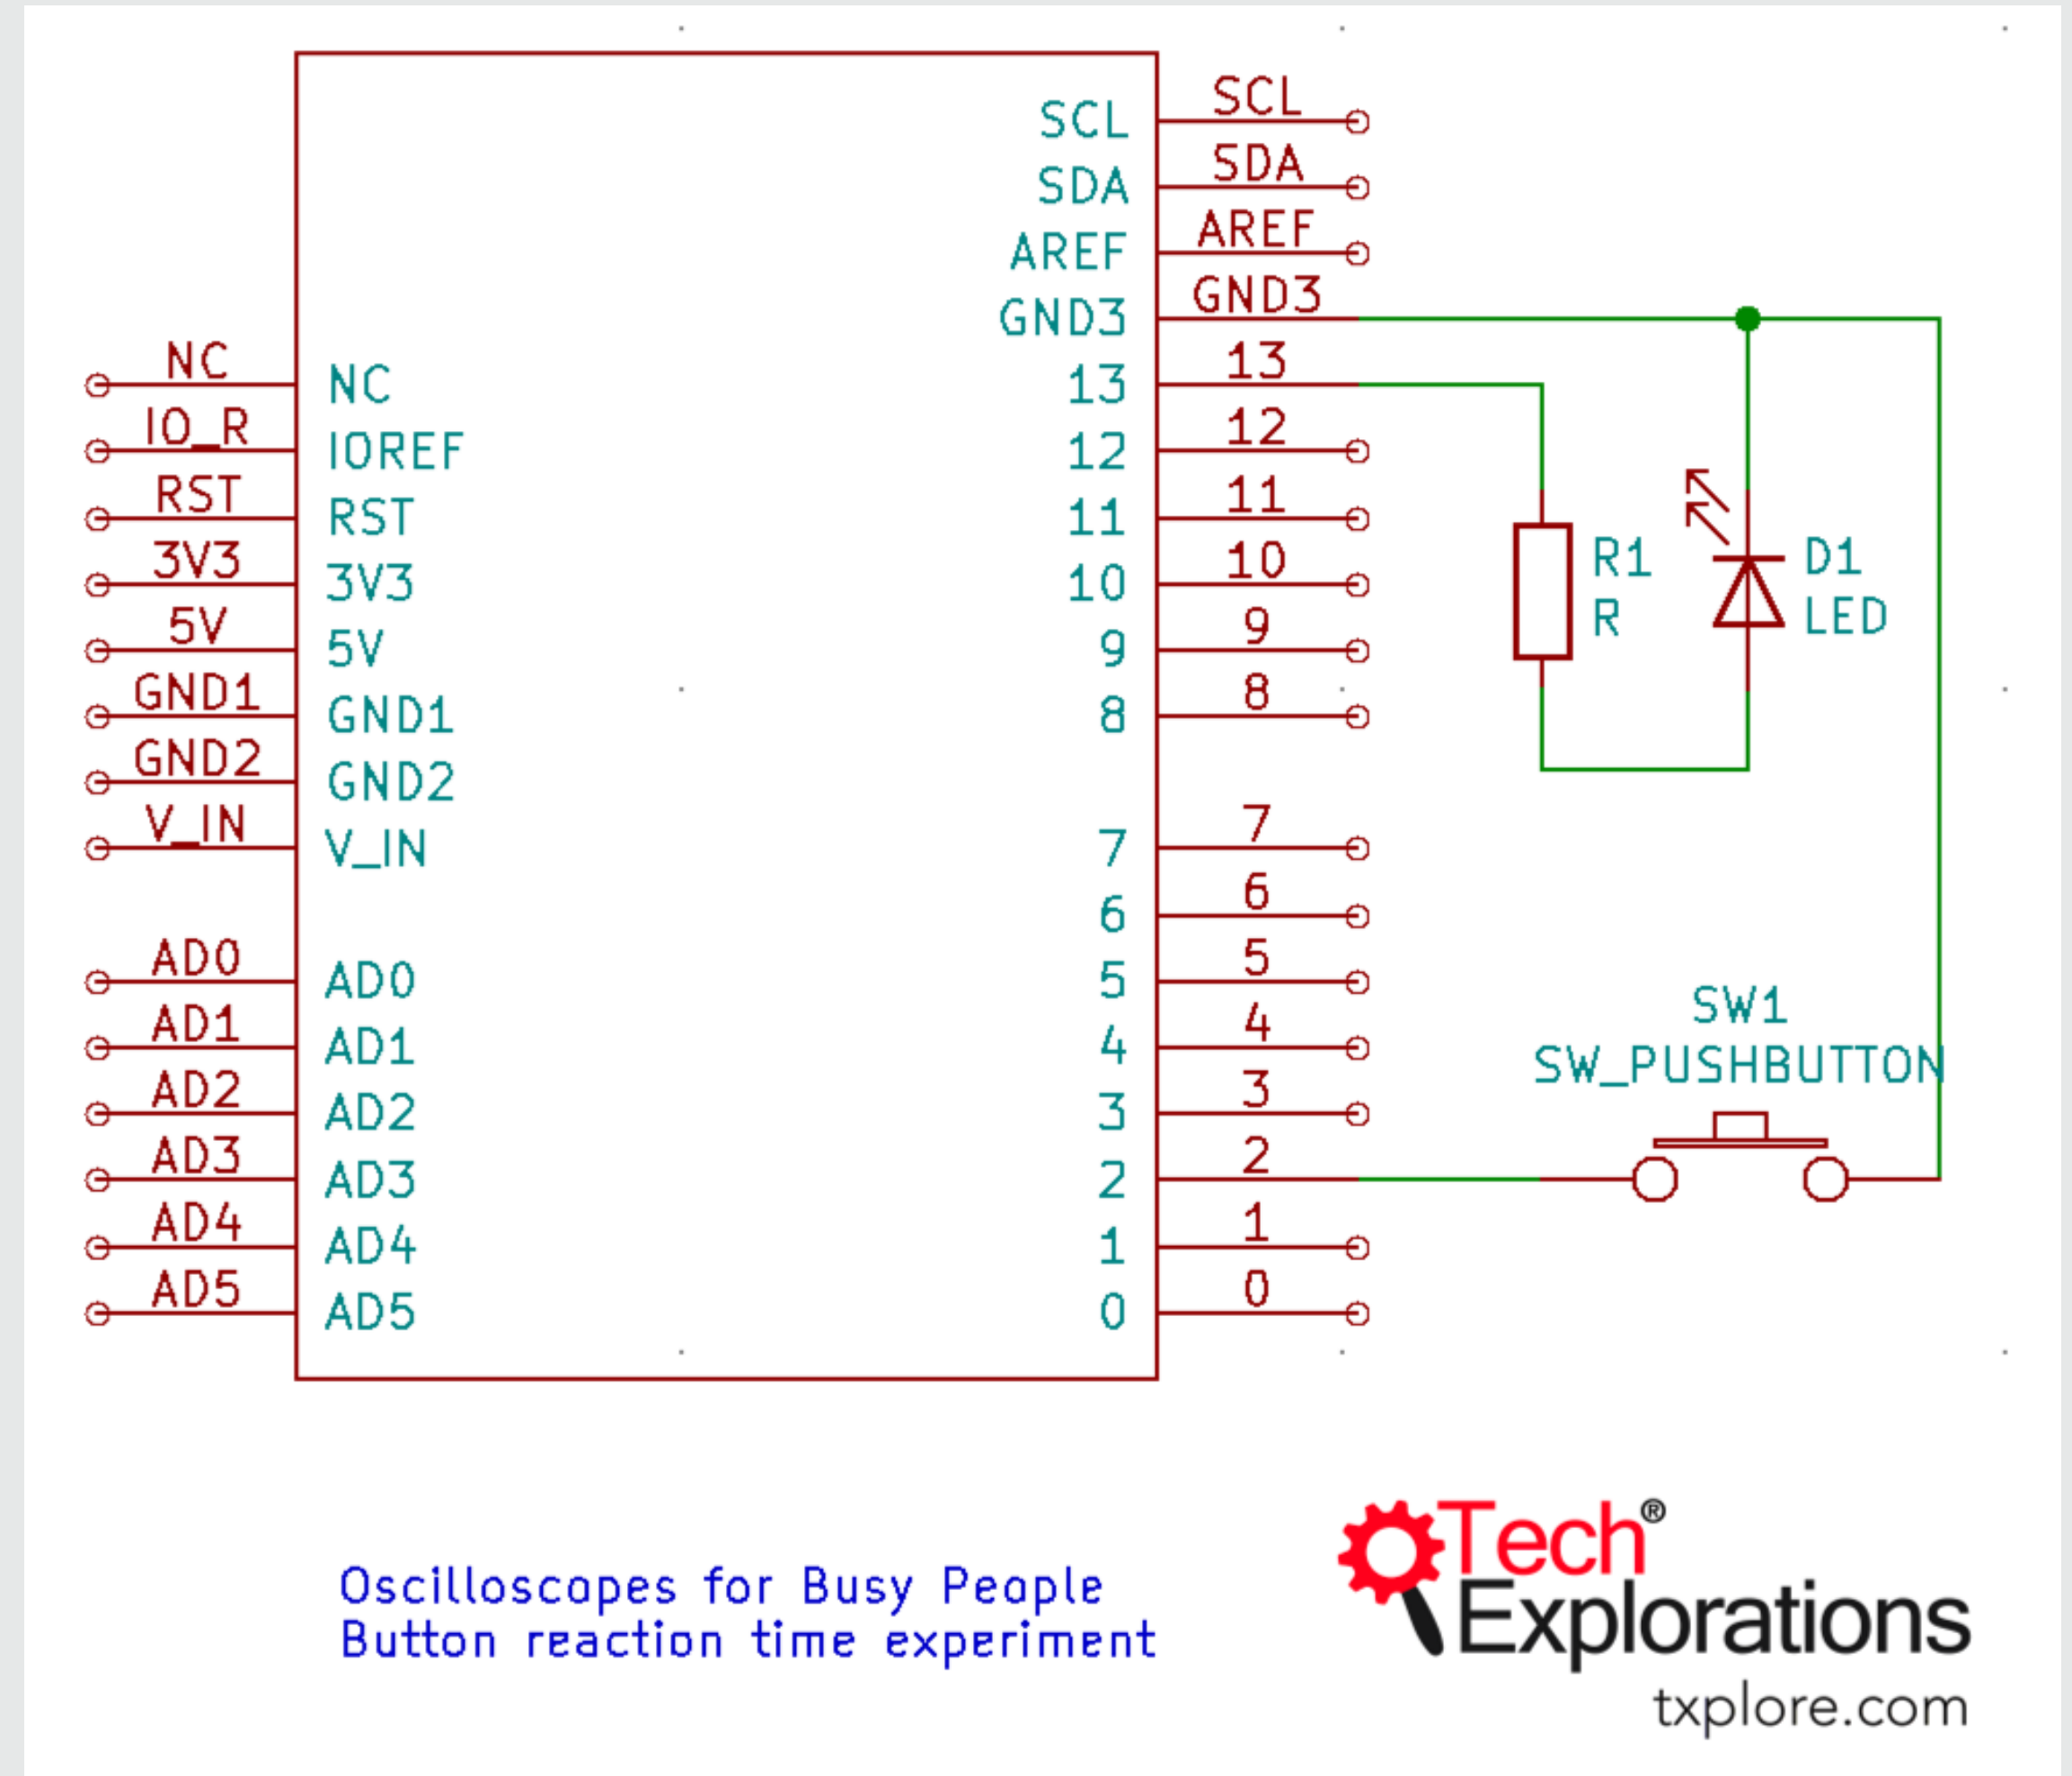 SCL
SCL
SDA
SDA
AREF
AREF
GND3
GND3
NC
NC
13
13
IO_R
IOREF
12
12
RST
RST
11
11
3V3
3V3
10
10
5V
5V
9
9
GND1
GND1
8
8
GND2
GND2
V_IN
V_IN
7
7
6
6
AD0
AD0
5
5
AD1
AD1
4
4
AD2
AD2
3
3
AD3
AD3
2
2
AD4
AD4
1
1
AD5
AD5
0
0
R1
R
D1
LED
SW1
SW_PUSHBUTTON
Oscilloscopes for Busy People
Button reaction time experiment
Tech®
Explorations
txplore.com